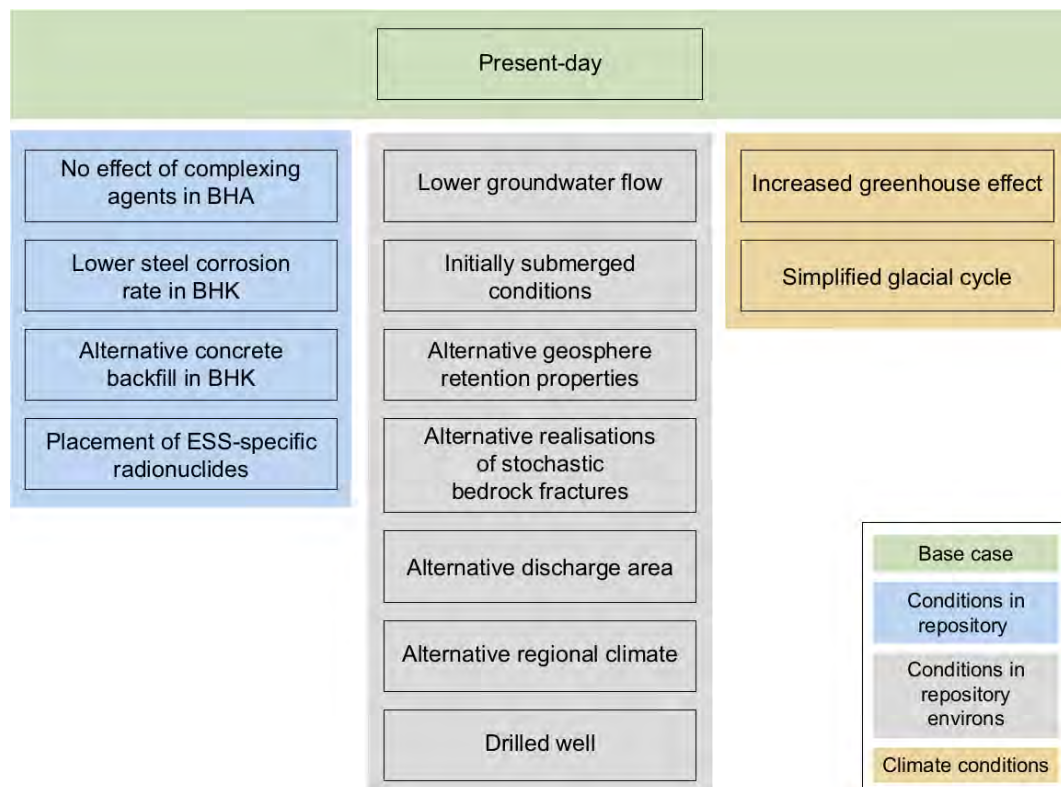 Present-day
No effect of complexing
agents in BHA
Lower steel corrosion
rate in BHK
Alternative concrete
backfill in BHK
Placement of ESS-specific
radionuclides
Lower groundwater flow
Initially submerged
conditions
Alternative geosphere
retention properties
Alternative realisations
of stochastic
bedrock fractures
Alternative discharge area
Alternative regional climate
Drilled well
Increased greenhouse effect
Simplified glacial cycle
Base case
Conditions in
repository
Conditions in
repository
environs
Climate conditions